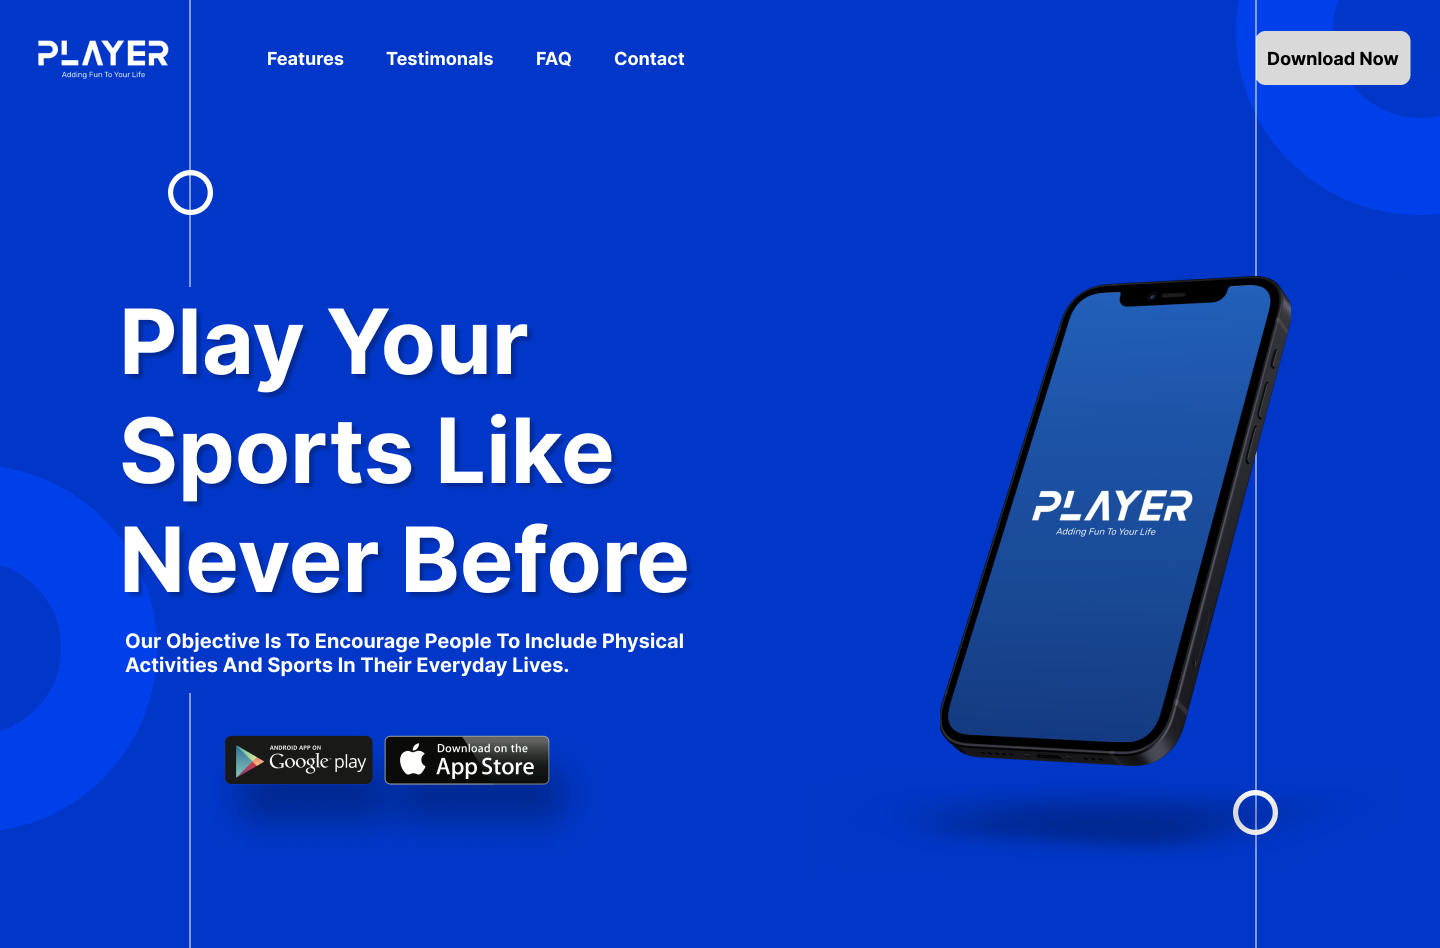 PLAYER
Adding Fun To Your Life
Features
Testimonals
FAQ
Contact
Download Now
Play Your
Sports Like
Never Before
Our Objective Is To Encourage People To Include Physical
Activities And Sports In Their Everyday Lives.
ANDROID APP ON
Google play
Download on the
App Store
PLAYER
Adding Fun To Your Life